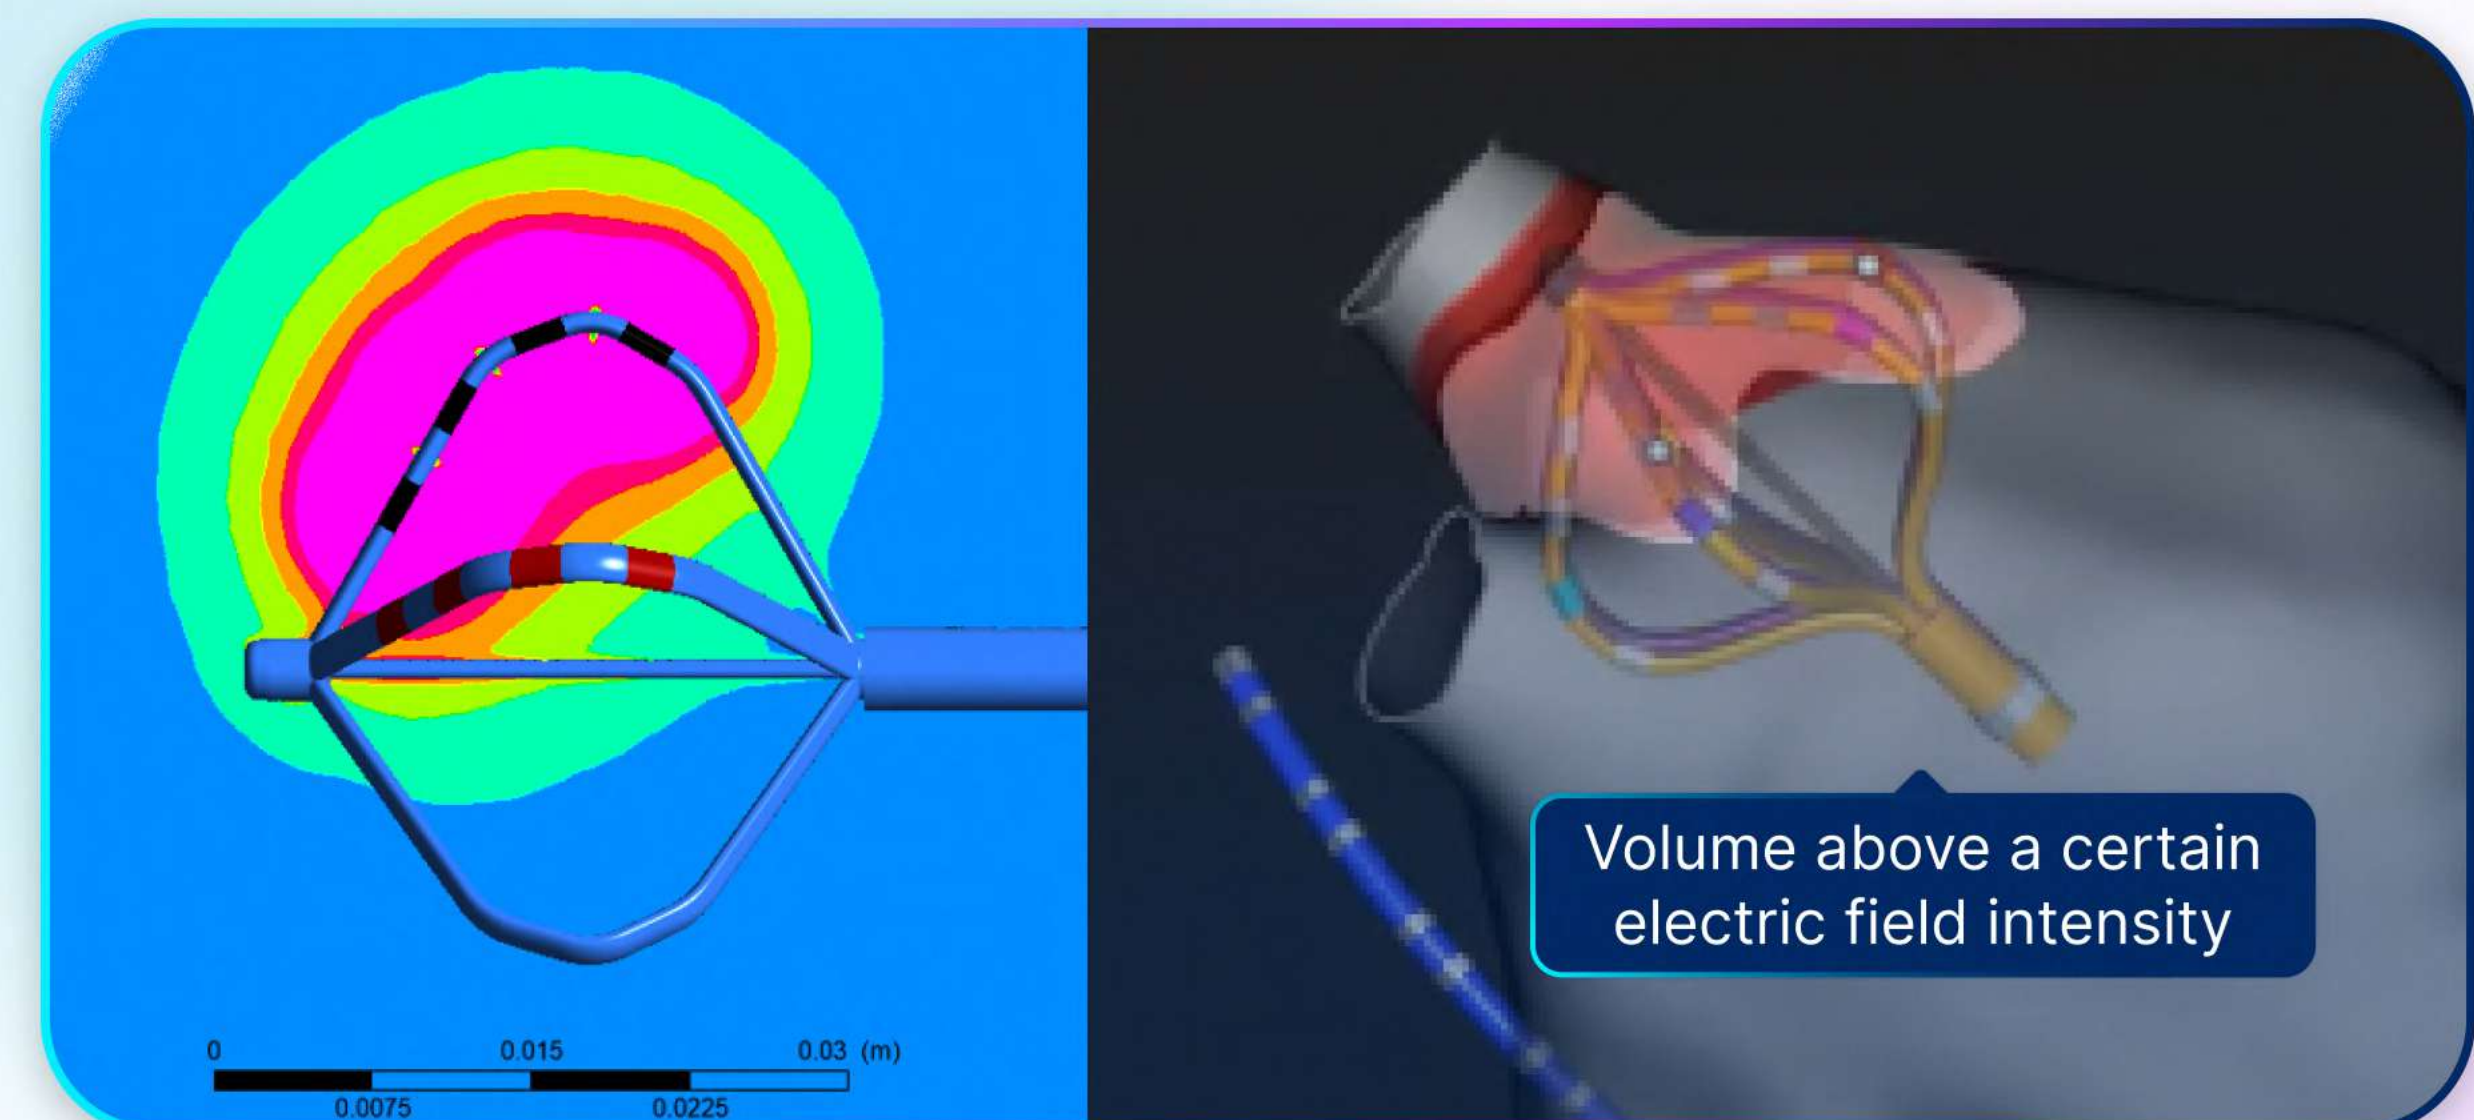 0 0.015 0.03 (m)
0.0075 0.0225
Volume above a certain
electric field intensity